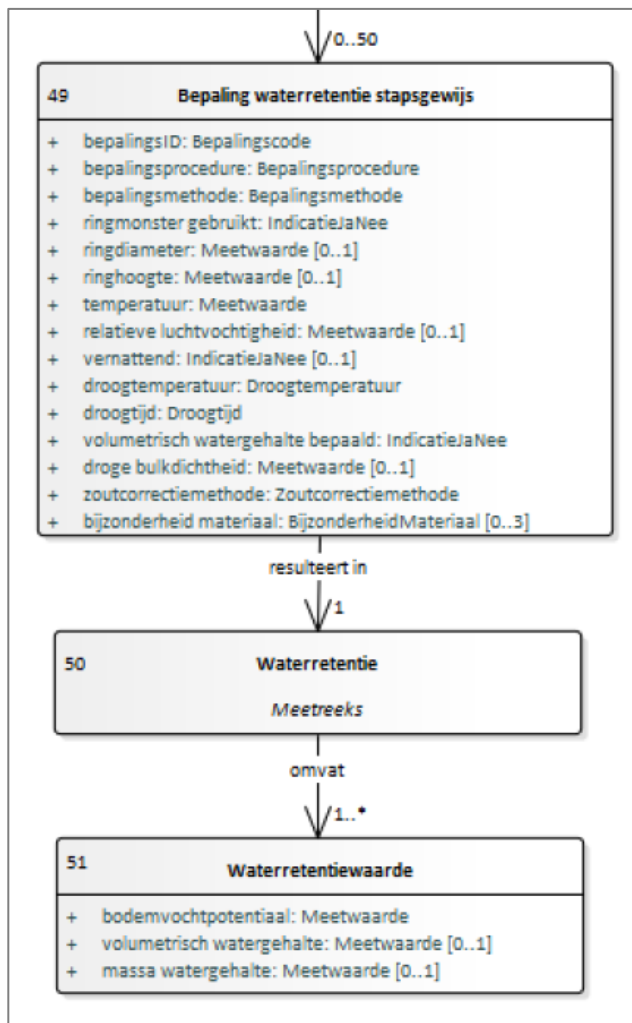 0..50
49 Bepaling waterretentie stapsgewijs
+ bepalingsID: Bepalingscode
+ bepalingsprocedure: Bepalingsprocedure
+ bepalingsmethode: Bepalingsmethode
+ ringmonster gebruikt: IndicatieJaNee
+ ringdiameter: Meetwaarde [0..1]
+ ringhoogte: Meetwaarde [0..1]
+ temperatuur: Meetwaarde
+ relatieve luchtvochtigheid: Meetwaarde [0..1]
+ vernattend: IndicatieJaNee [0..1]
+ droogtemperatuur: Droogtemperatuur
+ droogtijd: Droogtijd
+ volumetrisch watergehalte bepaald: IndicatieJaNee
+ droge bulkdichtheid: Meetwaarde [0..1]
+ zoutcorrectiemethode: Zoutcorrectiemethode
+ bijzonderheid materiaal: BijzonderheidMateriaal [0..3]
resulteert in
1
50 Waterretentie
Meetreeks
omvat
1..*
51 Waterretentiewaarde
+ bodemvochtpotentiaal: Meetwaarde
+ volumetrisch watergehalte: Meetwaarde [0..1]
+ massa watergehalte: Meetwaarde [0..1]